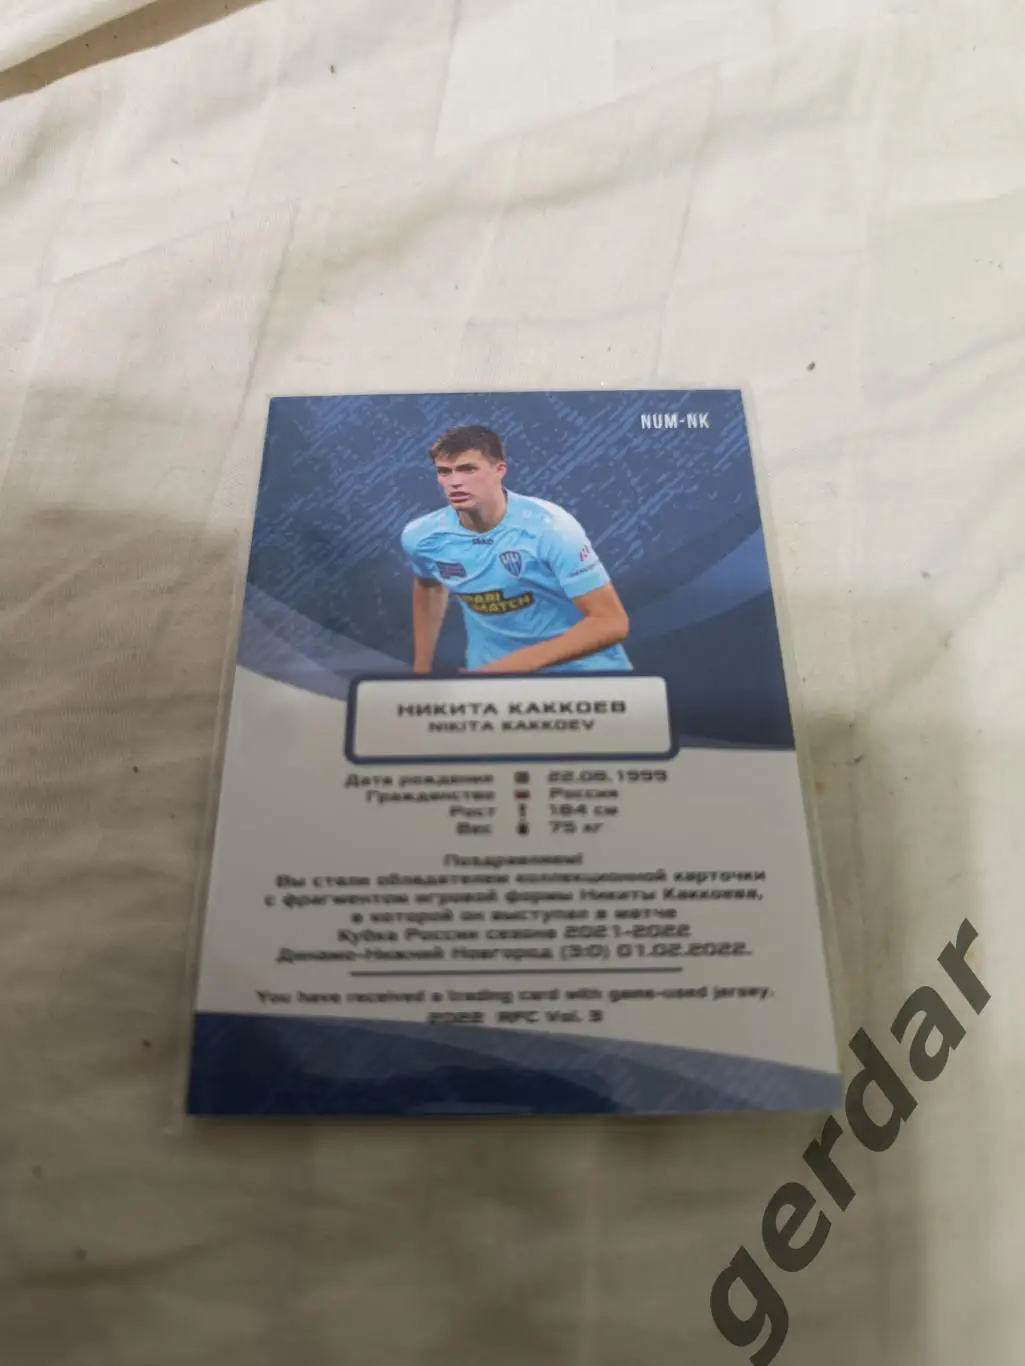 NUM-NK
JAKO
PARI
MATCH
НИКИТА КАККОЕВ
NIKITA KAKKOEV
Дата рождения 22.08.1999
Гражданство Россия
Рост 184 см
Вес 75 кг
Поздравляем!
Вы стали обладателем коллекционной карточки
с фрагментом игровой формы Никиты Каккоева,
в которой он выступал в матче
Кубка России сезона 2021-2022
Динамо-Нижний Новгород (3:0) 01.02.2022.
You have received a trading card with game-used jersey.
2022 RFC Vol. 3
gerdar